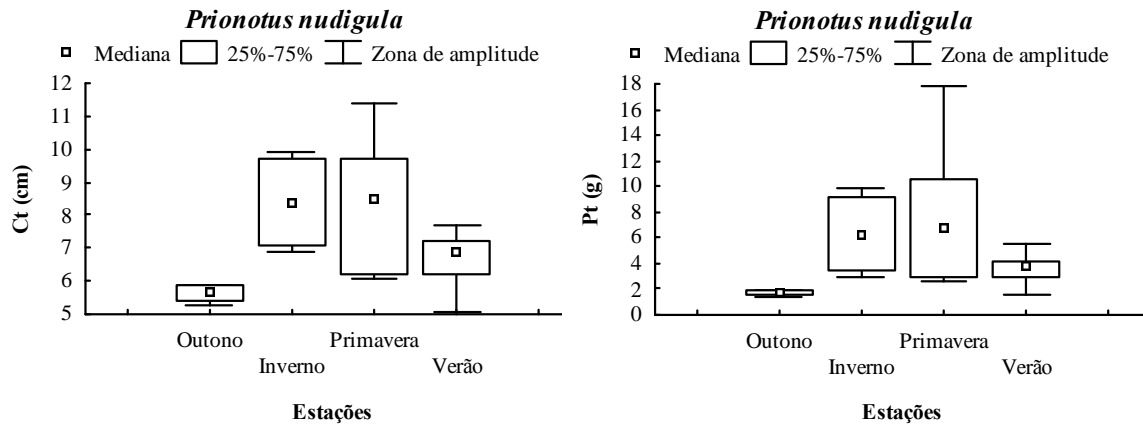 Prionotus nudigula
Mediana 25%-75% Zona de amplitude
12
11
10
9
8
7
6
5
Ct (cm)
Outono
Inverno
Primavera
Verão
Estações
Prionotus nudigula
Mediana 25%-75% Zona de amplitude
18
16
14
12
10
8
6
4
2
0
Pt (g)
Outono
Inverno
Primavera
Verão
Estações